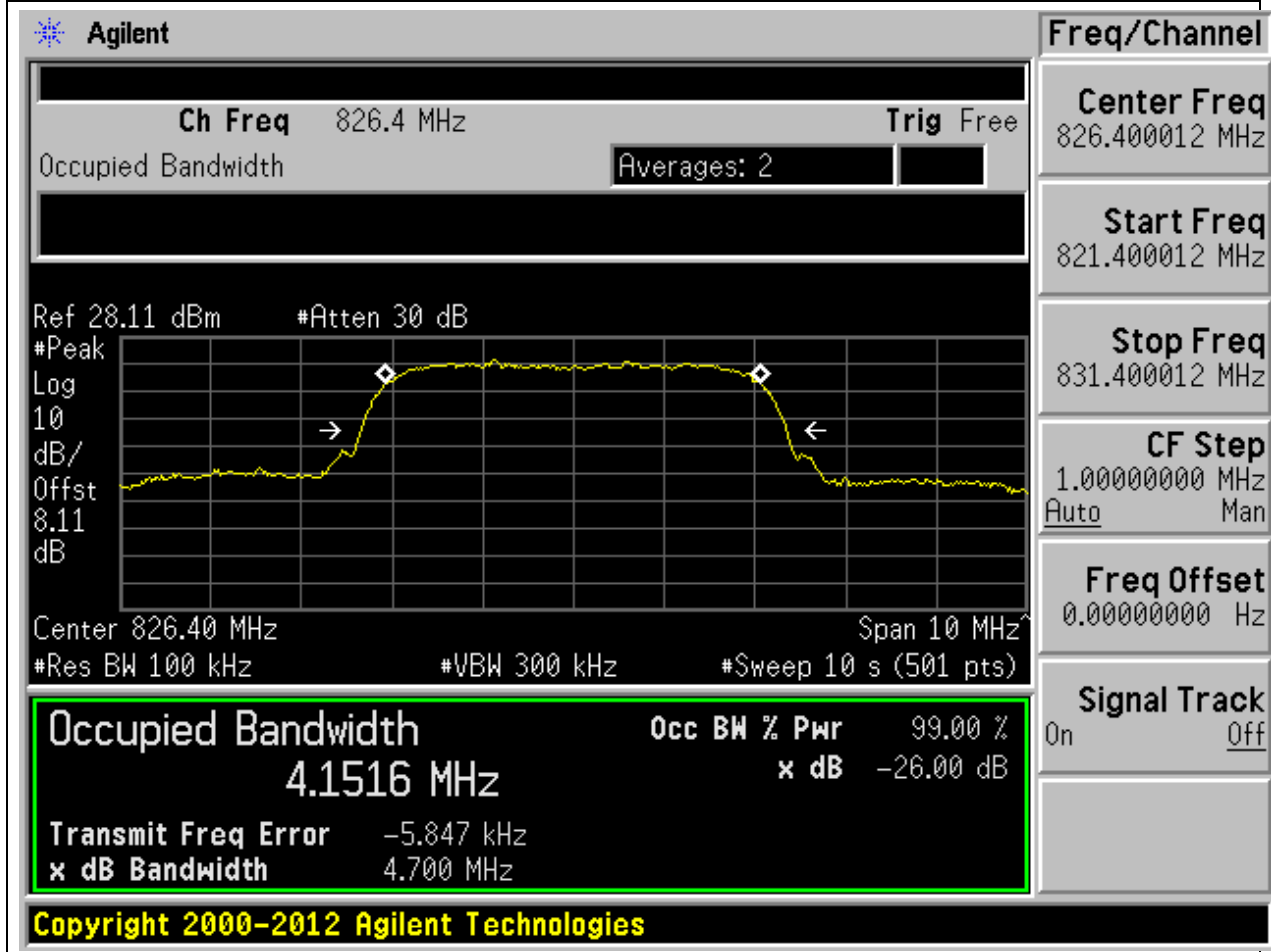 Agilent
Freq/Channel
Ch Freq 826.4 MHz Trig Free
Occupied Bandwidth Averages: 2
Center Freq
826.400012 MHz
Start Freq
821.400012 MHz
Stop Freq
831.400012 MHz
CF Step
1.00000000 MHz
Auto Man
Freq Offset
0.00000000 Hz
Signal Track
On Off
Ref 28.11 dBm #Atten 30 dB
#Peak
Log
10
dB/
Offst
8.11
dB
Center 826.40 MHz Span 10 MHz^
#Res BW 100 kHz #VBW 300 kHz #Sweep 10 s (501 pts)
Occupied Bandwidth
4.1516 MHz
Occ BW % Pwr 99.00 %
x dB -26.00 dB
Transmit Freq Error -5.847 kHz
x dB Bandwidth 4.700 MHz
Copyright 2000-2012 Agilent Technologies